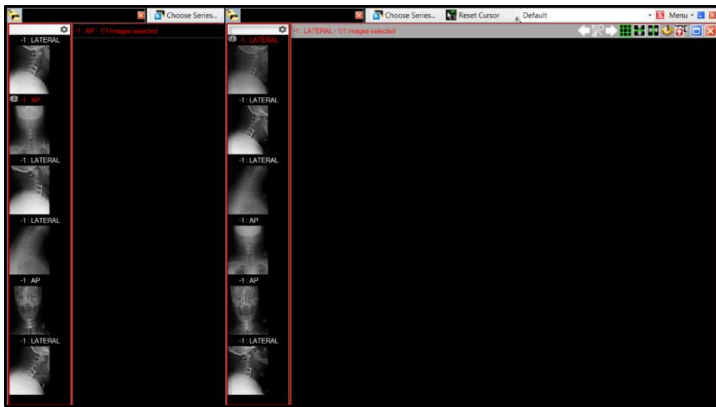 Choose Series...
Choose Series...
Reset Cursor
Default
Menu
-1 : AP - 1/1 Images selected
-1 : LATERAL - 1/1 Images selected
-1 : LATERAL
-1 : AP
-1 : LATERAL
-1 : LATERAL
-1 : AP
-1 : LATERAL
-1 : LATERAL
-1 : LATERAL
-1 : LATERAL
-1 : AP
-1 : AP
-1 : LATERAL